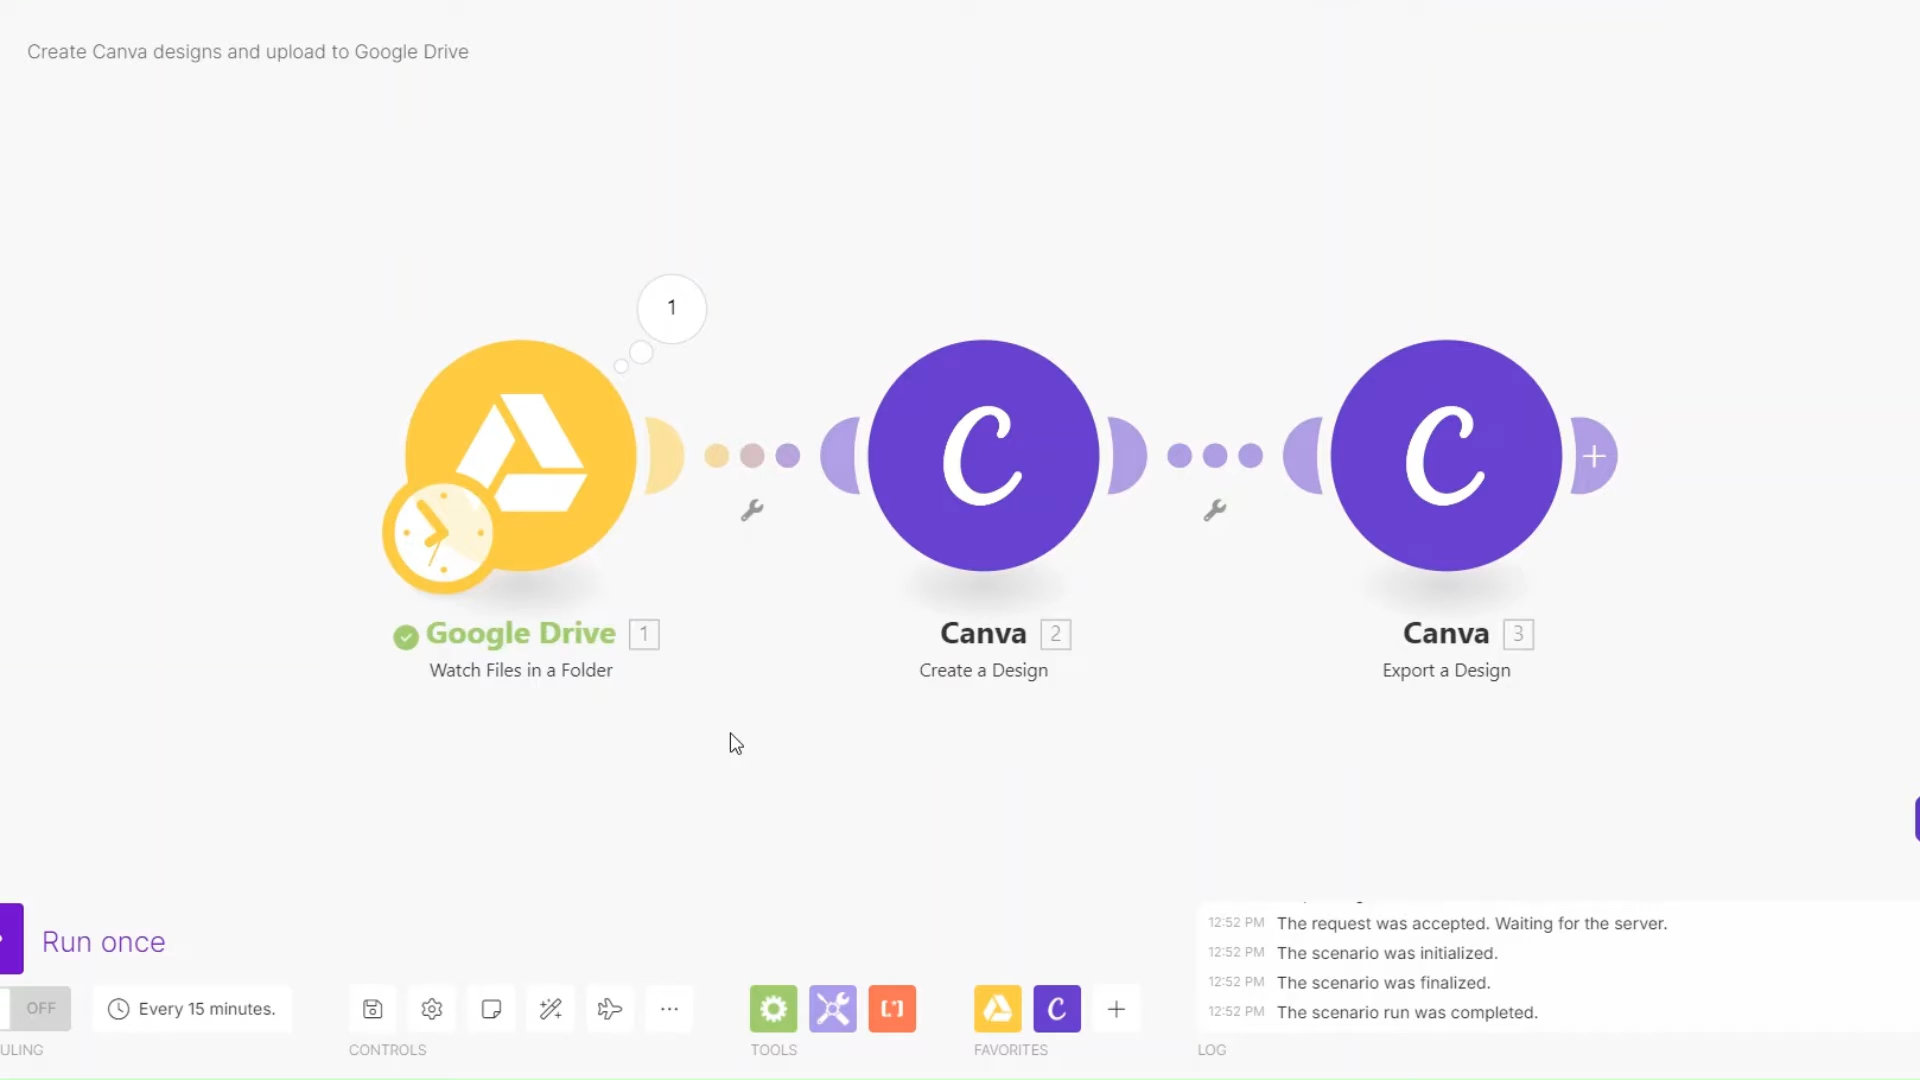 Create Canva designs and upload to Google Drive
1
Google Drive 1
Watch Files in a Folder
Canva 2
Create a Design
Canva 3
Export a Design
Run once
OFF
Every 15 minutes.
ULING
CONTROLS
TOOLS
FAVORITES
12:52 PM The request was accepted. Waiting for the server.
12:52 PM The scenario was initialized.
12:52 PM The scenario was finalized.
12:52 PM The scenario run was completed.
LOG